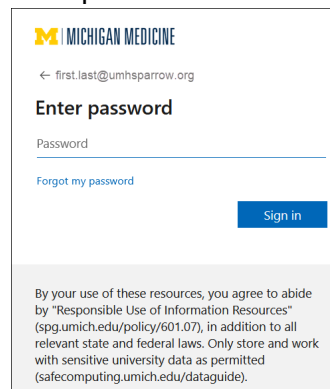 M | MICHIGAN MEDICINE
← first.last@umhsparrow.org
Enter password
Password
Forgot my password
Sign in
By your use of these resources, you agree to abide
by "Responsible Use of Information Resources"
(spg.umich.edu/policy/601.07), in addition to all
relevant state and federal laws. Only store and work
with sensitive university data as permitted
(safecomputing.umich.edu/dataguide).